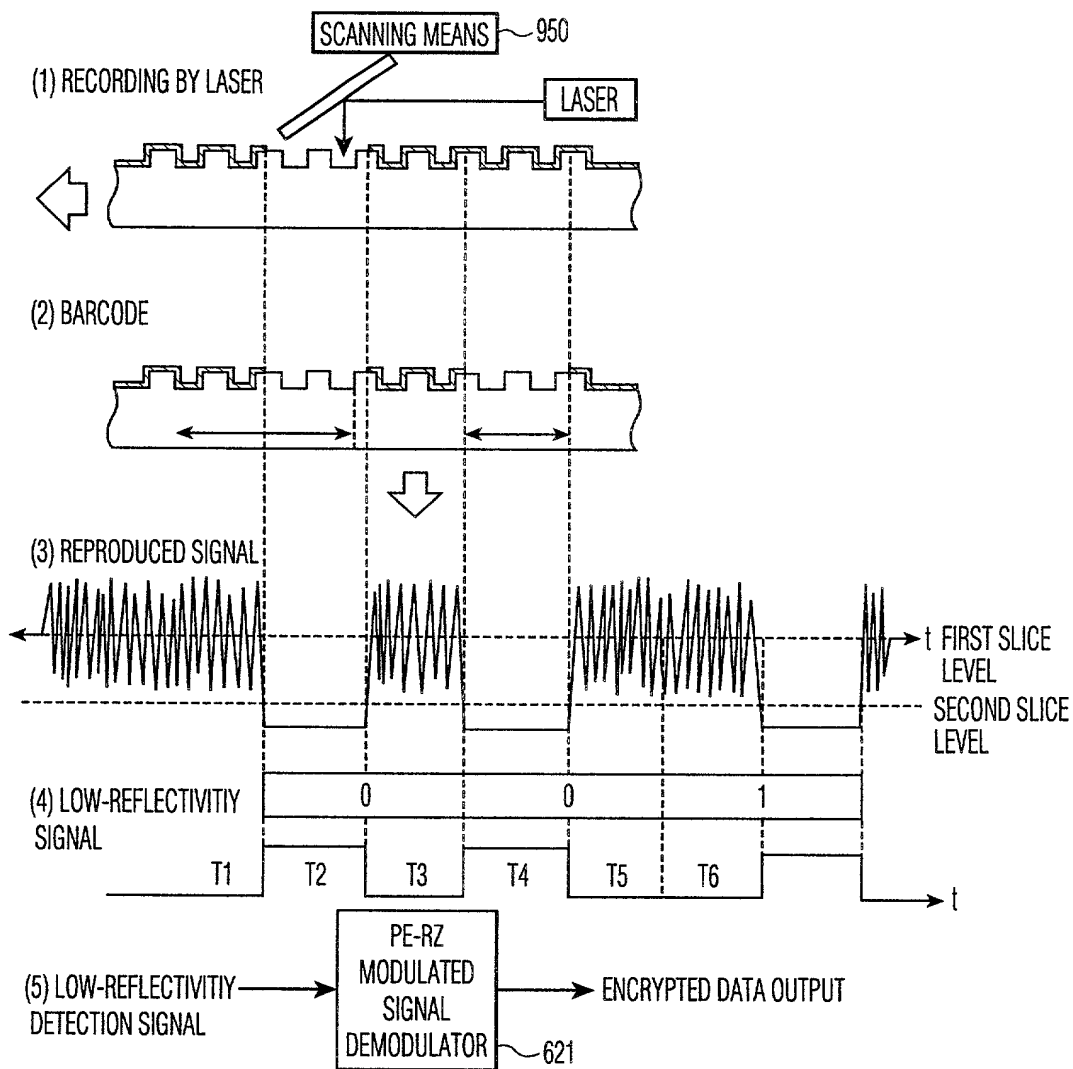 SCANNING MEANS 950
(1) RECORDING BY LASER
LASER
(2) BARCODE
(3) REPRODUCED SIGNAL
t FIRST SLICE
LEVEL
SECOND SLICE
LEVEL
(4) LOW-REFLECTIVITIY
SIGNAL
0 0 1
T1 T2 T3 T4 T5 T6
t
(5) LOW-REFLECTIVITIY
DETECTION SIGNAL
PE-RZ
MODULATED
SIGNAL
DEMODULATOR
621
ENCRYPTED DATA OUTPUT